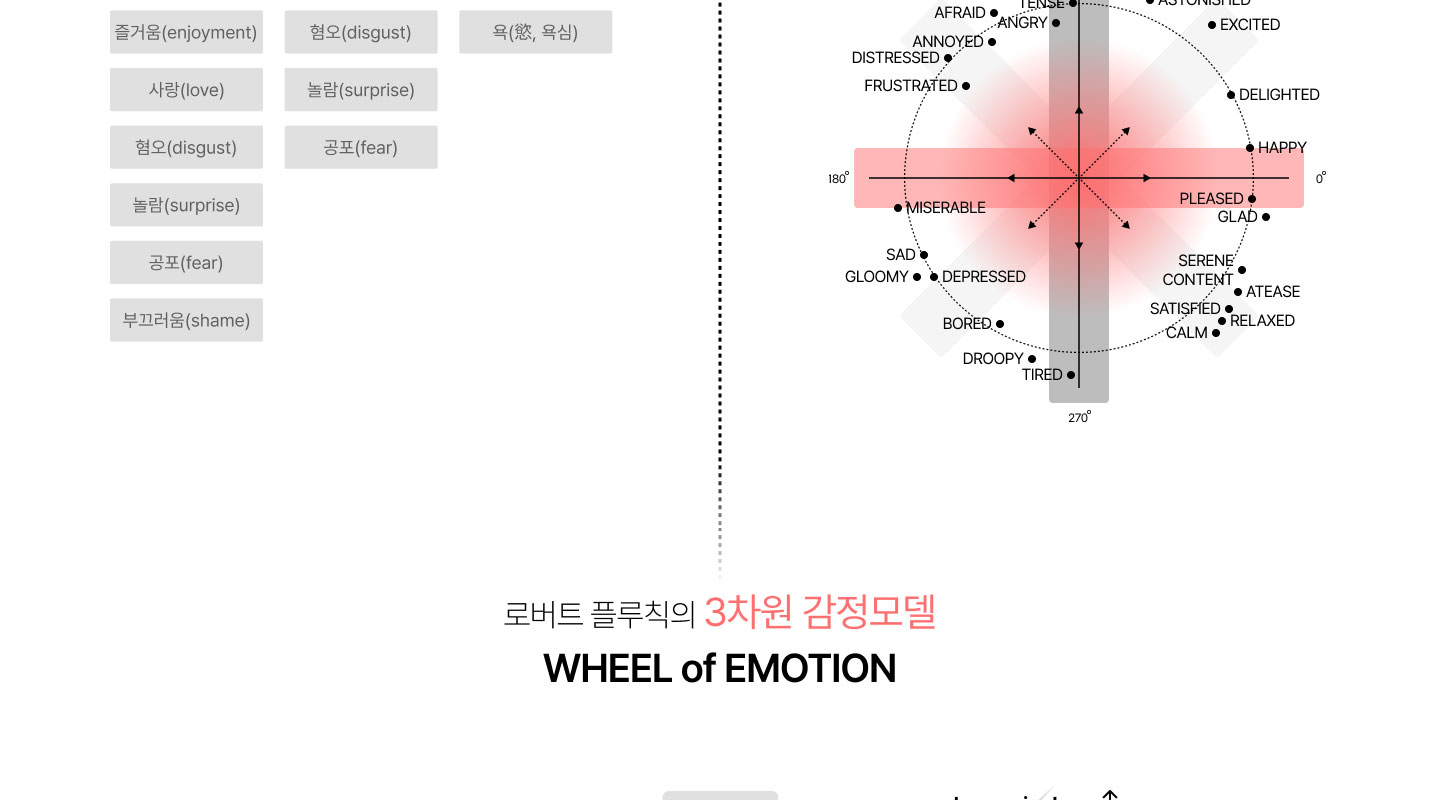 즐거움(enjoyment)
혐오(disgust)
욕(慾, 욕심)
사랑(love)
놀람(surprise)
혐오(disgust)
공포(fear)
놀람(surprise)
공포(fear)
부끄러움(shame)
TENSE
ASTONISHED
AFRAID
ANGRY
EXCITED
ANNOYED
DISTRESSED
FRUSTRATED
DELIGHTED
HAPPY
180°
0°
PLEASED
MISERABLE
GLAD
SAD
SERENE
GLOOMY
DEPRESSED
CONTENT
ATEASE
SATISFIED
BORED
RELAXED
CALM
DROOPY
TIRED
270°
로버트 플루칙의 3차원 감정모델
WHEEL of EMOTION